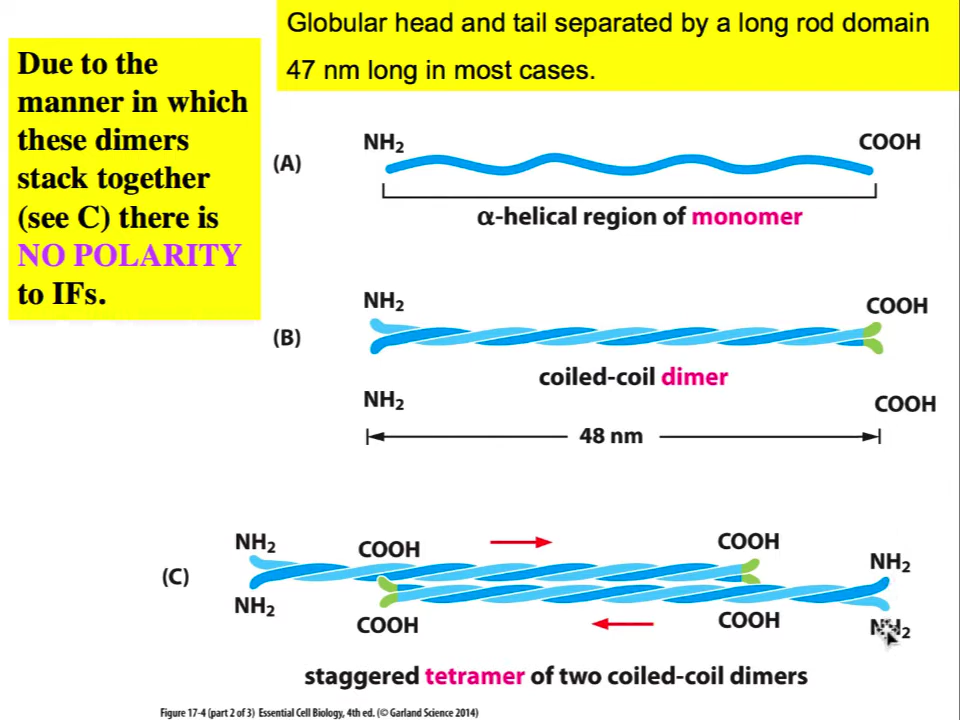 Globular head and tail separated by a long rod domain
47 nm long in most cases.
Due to the
manner in which
these dimers
stack together
(see C) there is
NO POLARITY
to IFs.
(A)
NH₂
COOH
α-helical region of monomer
(B)
NH₂
COOH
coiled-coil dimer
NH₂
COOH
48 nm
(C)
NH₂
COOH
COOH
NH₂
NH₂
COOH
COOH
NH₂
staggered tetramer of two coiled-coil dimers
Figure 17-4 (part 2 of 3) Essential Cell Biology, 4th ed. (© Garland Science 2014)